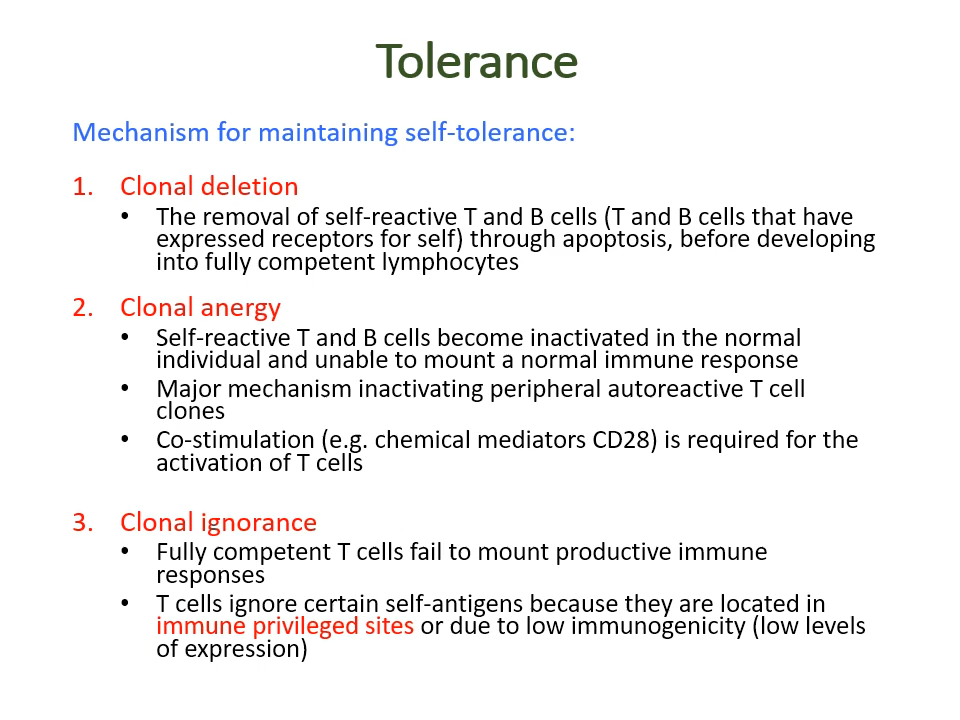 Tolerance
Mechanism for maintaining self-tolerance:
1. Clonal deletion
• The removal of self-reactive T and B cells (T and B cells that have
expressed receptors for self) through apoptosis, before developing
into fully competent lymphocytes
2. Clonal anergy
• Self-reactive T and B cells become inactivated in the normal
individual and unable to mount a normal immune response
• Major mechanism inactivating peripheral autoreactive T cell
clones
• Co-stimulation (e.g. chemical mediators CD28) is required for the
activation of T cells
3. Clonal ignorance
• Fully competent T cells fail to mount productive immune
responses
• T cells ignore certain self-antigens because they are located in
immune privileged sites or due to low immunogenicity (low levels
of expression)